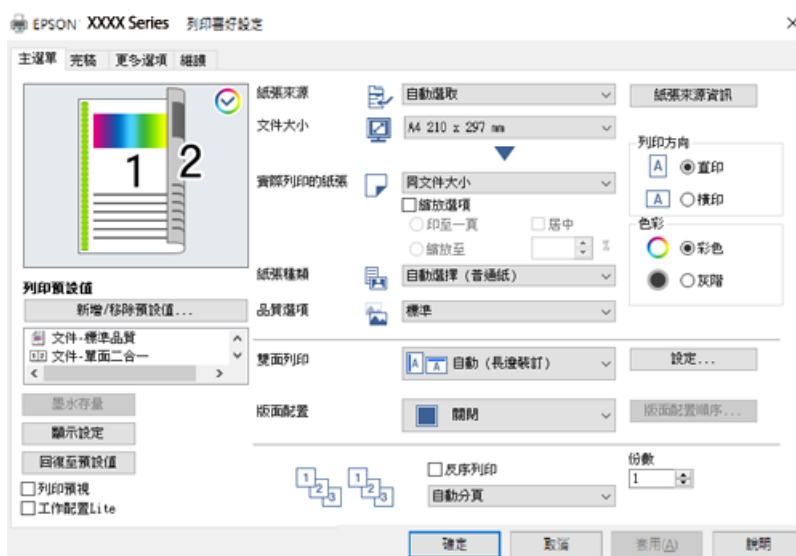 EPSON XXXX Series 列印喜好設定
主選單 完稿 更多選項 維護
紙張來源 自動選取 紙張來源資訊
文件大小 A4 210 x 297 mm
列印方向
A 直印
A 橫印
1 2
實際列印的紙張 同文件大小
縮放選項
印至一頁 居中
縮放至 %
色彩
彩色
灰階
紙張種類 自動選擇 (普通紙)
列印預設值
新增/移除預設值...
品質選項 標準
文件-標準品質
文件-單面二合一
雙面列印 自動 (長邊裝訂) 設定...
墨水存量
版面配置 關閉 版面配置順序...
顯示設定
回復至預設值
列印預視
工作配置Lite
1 2 3 1 2 3
反序列印
自動分頁
份數
1
確定 取消 套用(A) 說明